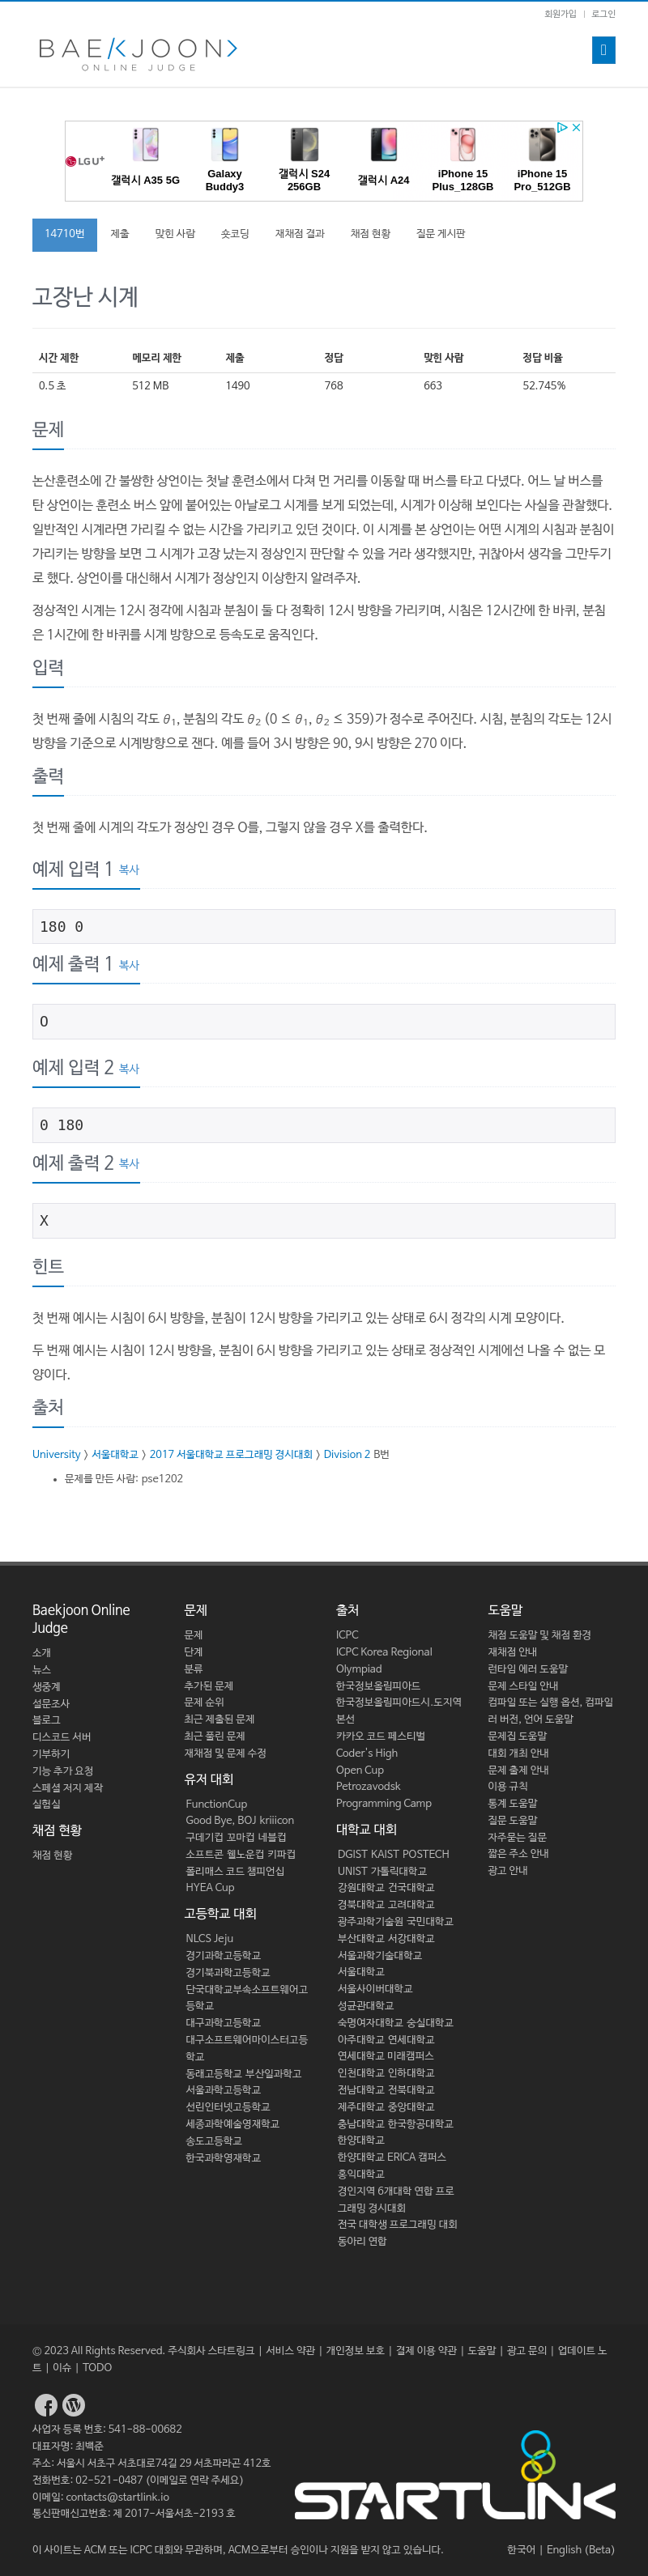 회원가입 | 로그인
BAEKJOON>
ONLINE JUDGE
LG U+
갤럭시 A35 5G
Galaxy Buddy3
갤럭시 S24 256GB
갤럭시 A24
iPhone 15 Plus_128GB
iPhone 15 Pro_512GB
14710번 제출 맞힌 사람 숏코딩 재채점 결과 채점 현황 질문 게시판
고장난 시계
시간 제한 메모리 제한 제출 정답 맞힌 사람 정답 비율
0.5 초 512 MB 1490 768 663 52.745%
문제
논산훈련소에 간 불쌍한 상언이는 첫날 훈련소에서 다쳐 먼 거리를 이동할 때 버스를 타고 다녔다. 어느 날 버스를
탄 상언이는 훈련소 버스 앞에 붙어있는 아날로그 시계를 보게 되었는데, 시계가 이상해 보인다는 사실을 관찰했다.
일반적인 시계라면 가리킬 수 없는 시간을 가리키고 있던 것이다. 이 시계를 본 상언이는 어떤 시계의 시침과 분침이
가리키는 방향을 보면 그 시계가 고장 났는지 정상인지 판단할 수 있을 거라 생각했지만, 귀찮아서 생각을 그만두기
로 했다. 상언이를 대신해서 시계가 정상인지 이상한지 알려주자.
정상적인 시계는 12시 정각에 시침과 분침이 둘 다 정확히 12시 방향을 가리키며, 시침은 12시간에 한 바퀴, 분침
은 1시간에 한 바퀴를 시계 방향으로 등속도로 움직인다.
입력
첫 번째 줄에 시침의 각도 θ₁, 분침의 각도 θ₂ (0 ≤ θ₁, θ₂ ≤ 359)가 정수로 주어진다. 시침, 분침의 각도는 12시
방향을 기준으로 시계방향으로 잰다. 예를 들어 3시 방향은 90, 9시 방향은 270 이다.
출력
첫 번째 줄에 시계의 각도가 정상인 경우 O를, 그렇지 않을 경우 X를 출력한다.
예제 입력 1 복사
180 0
예제 출력 1 복사
O
예제 입력 2 복사
0 180
예제 출력 2 복사
X
힌트
첫 번째 예시는 시침이 6시 방향을, 분침이 12시 방향을 가리키고 있는 상태로 6시 정각의 시계 모양이다.
두 번째 예시는 시침이 12시 방향을, 분침이 6시 방향을 가리키고 있는 상태로 정상적인 시계에선 나올 수 없는 모
양이다.
출처
University > 서울대학교 > 2017 서울대학교 프로그래밍 경시대회 > Division 2 B번
• 문제를 만든 사람: pse1202
Baekjoon Online
Judge
소개
뉴스
생중계
설문조사
블로그
디스코드 서버
기부하기
기능 추가 요청
스페셜 저지 제작
실험실
채점 현황
채점 현황
문제
문제
단계
분류
추가된 문제
문제 순위
최근 제출된 문제
최근 풀린 문제
재채점 및 문제 수정
유저 대회
FunctionCup
Good Bye, BOJ kriiicon
구데기컵 꼬마컵 네블컵
소프트콘 웰노운컵 키파컵
폴리매스 코드 챔피언십
HYEA Cup
고등학교 대회
NLCS Jeju
경기과학고등학교
경기북과학고등학교
단국대학교부속소프트웨어고
등학교
대구과학고등학교
대구소프트웨어마이스터고등
학교
동래고등학교 부산일과학고
서울과학고등학교
선린인터넷고등학교
세종과학예술영재학교
송도고등학교
한국과학영재학교
출처
ICPC
ICPC Korea Regional
Olympiad
한국정보올림피아드
한국정보올림피아드시.도지역
본선
카카오 코드 페스티벌
Coder's High
Open Cup
Petrozavodsk
Programming Camp
대학교 대회
DGIST KAIST POSTECH
UNIST 가톨릭대학교
강원대학교 건국대학교
경북대학교 고려대학교
광주과학기술원 국민대학교
부산대학교 서강대학교
서울과학기술대학교
서울대학교
서울사이버대학교
성균관대학교
숙명여자대학교 숭실대학교
아주대학교 연세대학교
연세대학교 미래캠퍼스
인천대학교 인하대학교
전남대학교 전북대학교
제주대학교 중앙대학교
충남대학교 한국항공대학교
한양대학교
한양대학교 ERICA 캠퍼스
홍익대학교
경인지역 6개대학 연합 프로
그래밍 경시대회
전국 대학생 프로그래밍 대회
동아리 연합
도움말
채점 도움말 및 채점 환경
재채점 안내
런타임 에러 도움말
문제 스타일 안내
컴파일 또는 실행 옵션, 컴파일
러 버전, 언어 도움말
문제집 도움말
대회 개최 안내
문제 출제 안내
이용 규칙
통계 도움말
질문 도움말
자주묻는 질문
짧은 주소 안내
광고 안내
© 2023 All Rights Reserved. 주식회사 스타트링크 | 서비스 약관 | 개인정보 보호 | 결제 이용 약관 | 도움말 | 광고 문의 | 업데이트 노
트 | 이슈 | TODO
사업자 등록 번호: 541-88-00682
대표자명: 최백준
주소: 서울시 서초구 서초대로74길 29 서초파라곤 412호
전화번호: 02-521-0487 (이메일로 연락 주세요)
이메일: contacts@startlink.io
통신판매신고번호: 제 2017-서울서초-2193 호
STARTLINK
이 사이트는 ACM 또는 ICPC 대회와 무관하며, ACM으로부터 승인이나 지원을 받지 않고 있습니다.
한국어 | English (Beta)